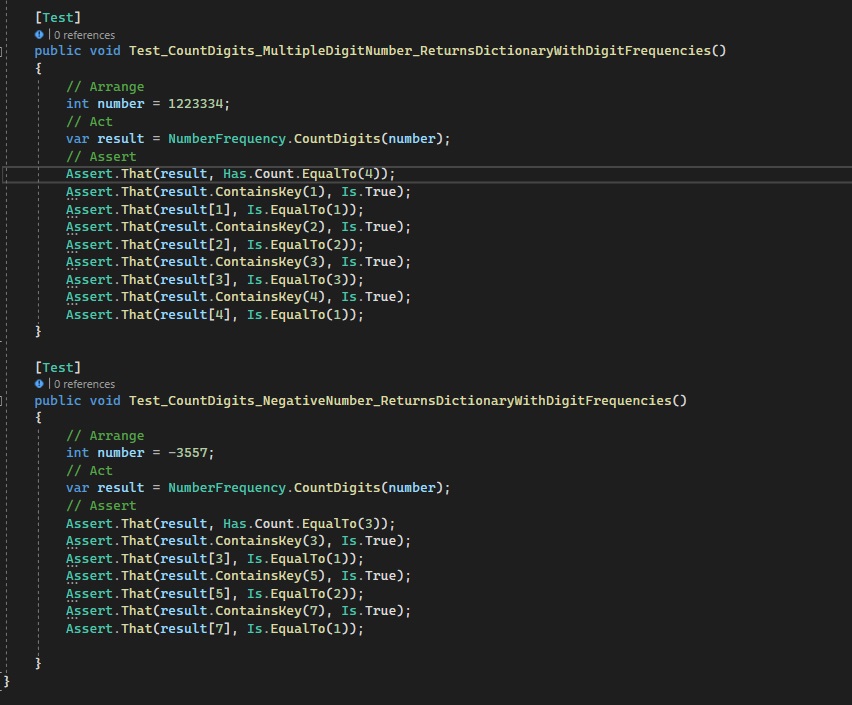 [Test]
0 references
public void Test_CountDigits_MultipleDigitNumber_ReturnsDictionaryWithDigitFrequencies()
{
// Arrange
int number = 1223334;
// Act
var result = NumberFrequency.CountDigits(number);
// Assert
Assert.That(result, Has.Count.EqualTo(4));
Assert.That(result.ContainsKey(1), Is.True);
Assert.That(result[1], Is.EqualTo(1));
Assert.That(result.ContainsKey(2), Is.True);
Assert.That(result[2], Is.EqualTo(2));
Assert.That(result.ContainsKey(3), Is.True);
Assert.That(result[3], Is.EqualTo(3));
Assert.That(result.ContainsKey(4), Is.True);
Assert.That(result[4], Is.EqualTo(1));
}
[Test]
0 references
public void Test_CountDigits_NegativeNumber_ReturnsDictionaryWithDigitFrequencies()
{
// Arrange
int number = -3557;
// Act
var result = NumberFrequency.CountDigits(number);
// Assert
Assert.That(result, Has.Count.EqualTo(3));
Assert.That(result.ContainsKey(3), Is.True);
Assert.That(result[3], Is.EqualTo(1));
Assert.That(result.ContainsKey(5), Is.True);
Assert.That(result[5], Is.EqualTo(2));
Assert.That(result.ContainsKey(7), Is.True);
Assert.That(result[7], Is.EqualTo(1));
}
}